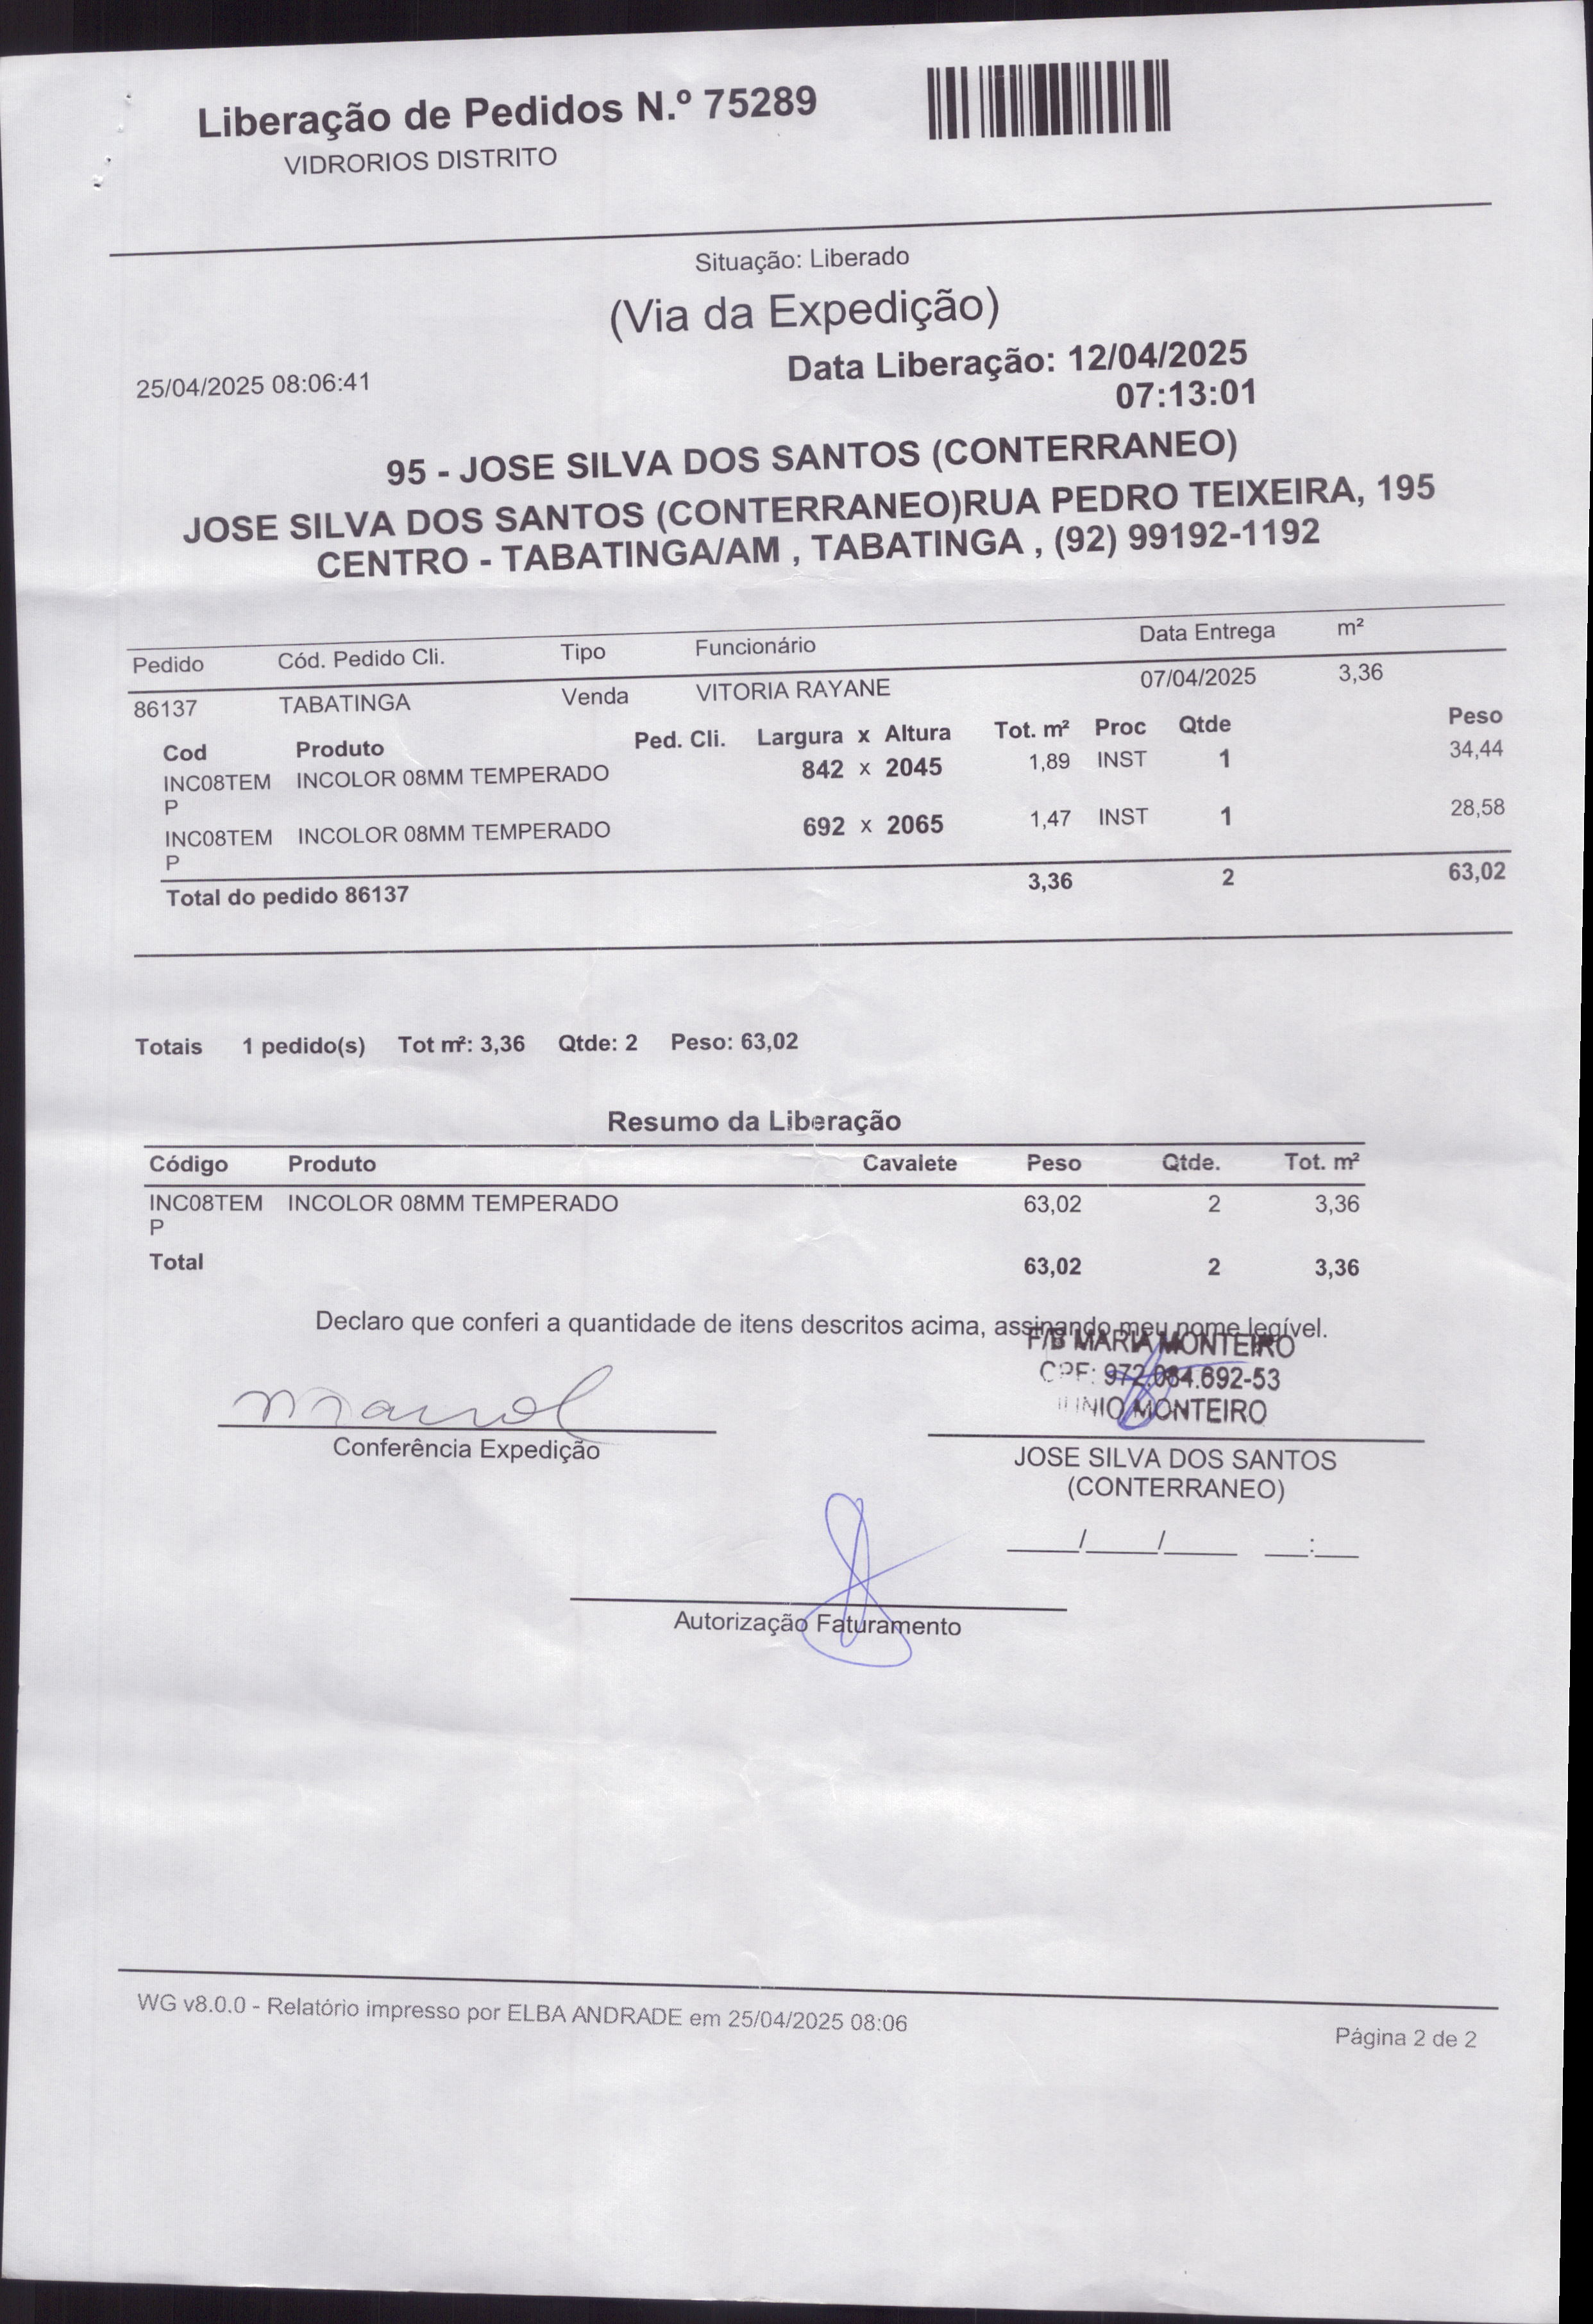 Liberação de Pedidos N.º 75289
VIDRORIOS DISTRITO
Situação: Liberado
(Via da Expedição)
25/04/2025 08:06:41
Data Liberação: 12/04/2025
07:13:01
95 - JOSE SILVA DOS SANTOS (CONTERRANEO)
JOSE SILVA DOS SANTOS (CONTERRANEO)RUA PEDRO TEIXEIRA, 195
CENTRO - TABATINGA/AM , TABATINGA , (92) 99192-1192
Pedido Cód. Pedido Cli. Tipo Funcionário Data Entrega m²
86137 TABATINGA Venda VITORIA RAYANE 07/04/2025 3,36
Cod Produto Ped. Cli. Largura x Altura Tot. m² Proc Qtde Peso
INC08TEM INCOLOR 08MM TEMPERADO 842 x 2045 1,89 INST 1 34,44
P
INC08TEM INCOLOR 08MM TEMPERADO 692 x 2065 1,47 INST 1 28,58
P
Total do pedido 86137 3,36 2 63,02
Totais 1 pedido(s) Tot m²: 3,36 Qtde: 2 Peso: 63,02
Resumo da Liberação
Código Produto Cavalete Peso Qtde. Tot. m²
INC08TEM INCOLOR 08MM TEMPERADO 63,02 2 3,36
P
Total 63,02 2 3,36
Declaro que conferi a quantidade de itens descritos acima, assinando meu nome legível.
F/B MARIA MONTEIRO
CPF: 972.084.692-53
MONTEIRO
Conferência Expedição
JOSE SILVA DOS SANTOS
(CONTERRANEO)
____/____/____ __:__
Autorização Faturamento
WG v8.0.0 - Relatório impresso por ELBA ANDRADE em 25/04/2025 08:06
Página 2 de 2